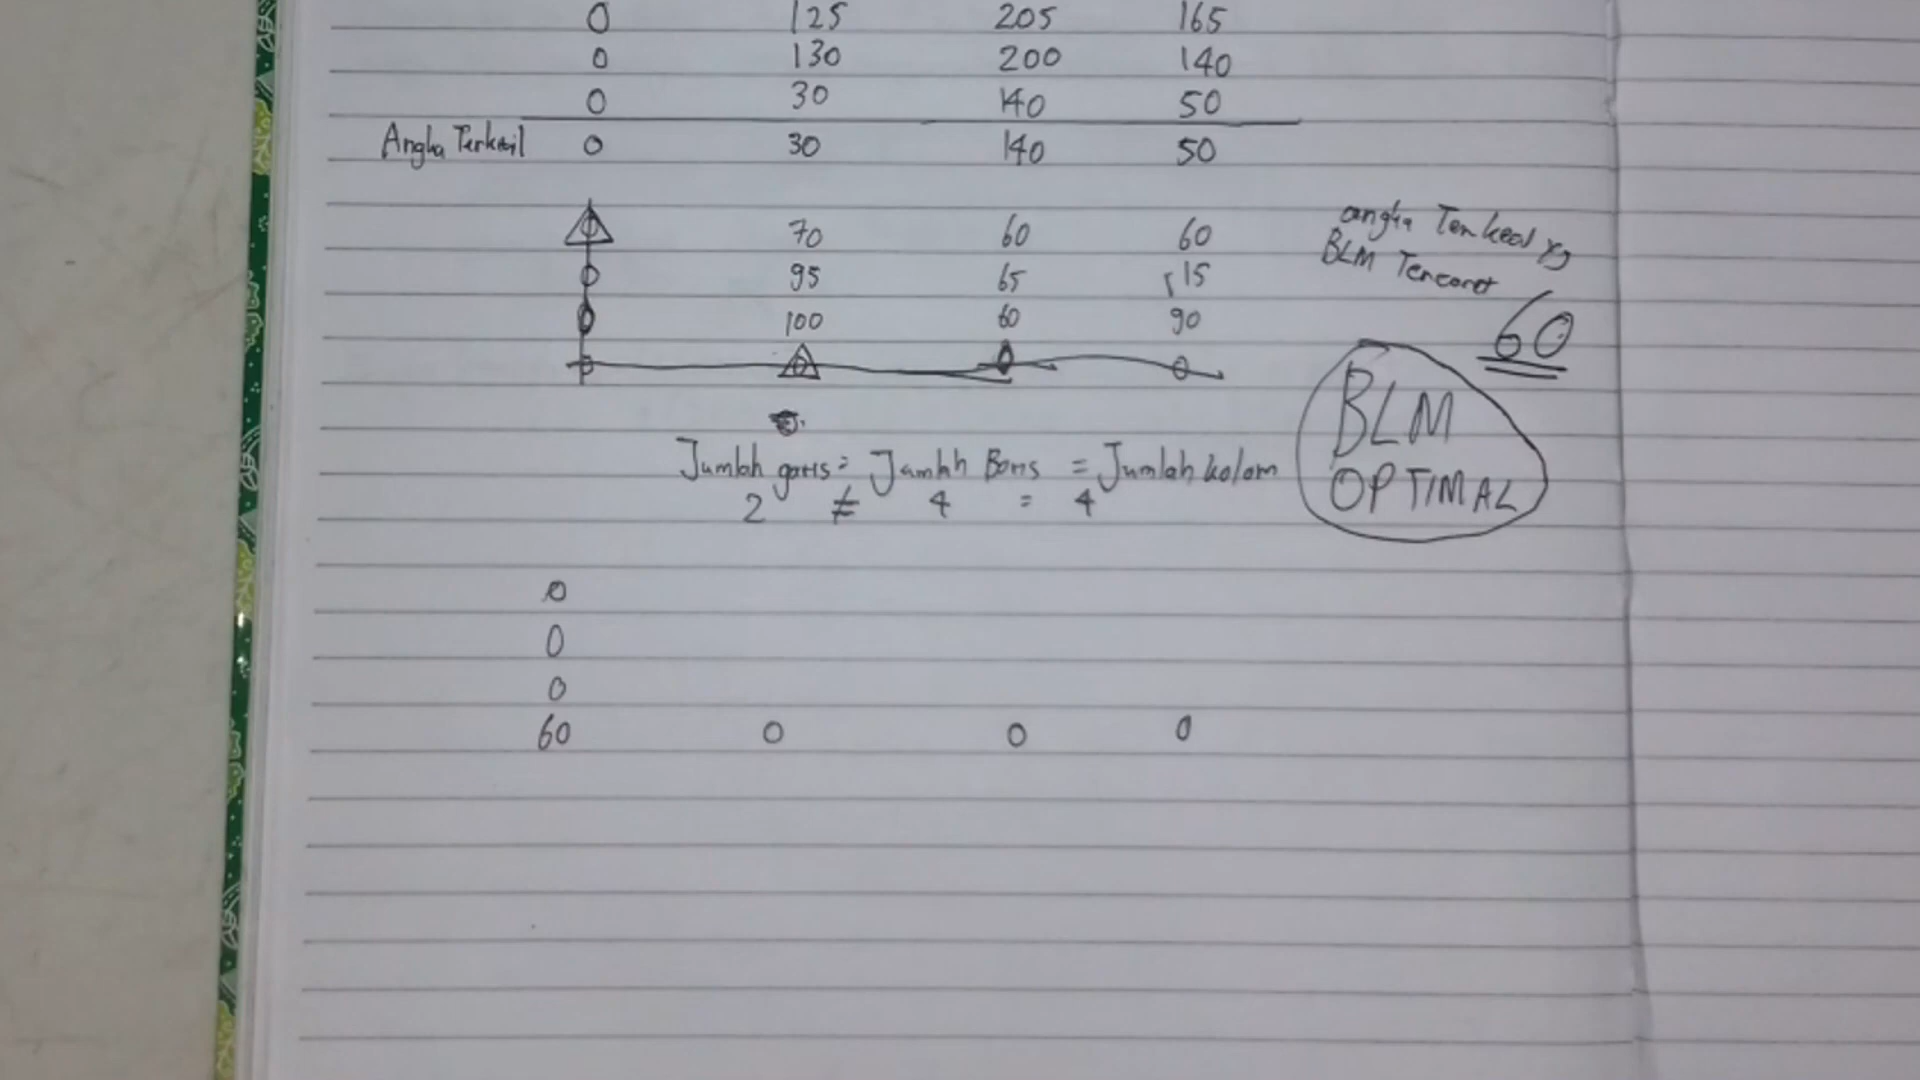 0 125 205 165
0 130 200 140
0 30 140 50
Angka Terkecil 0 30 140 50
0 70 60 60
0 95 65 115
0 100 60 90
0 0 0 0
angka Terkecil yg
BLM Tercoret
60
BLM
OPTIMAL
Jumlah garis = Jumlah Baris = Jumlah kolom
2 ≠ 4 = 4
0
0
0
60 0 0 0